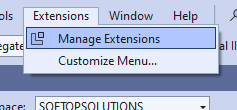 Extensions Window Help
Manage Extensions
Customize Menu...
SOFTOPSOLUTIONS